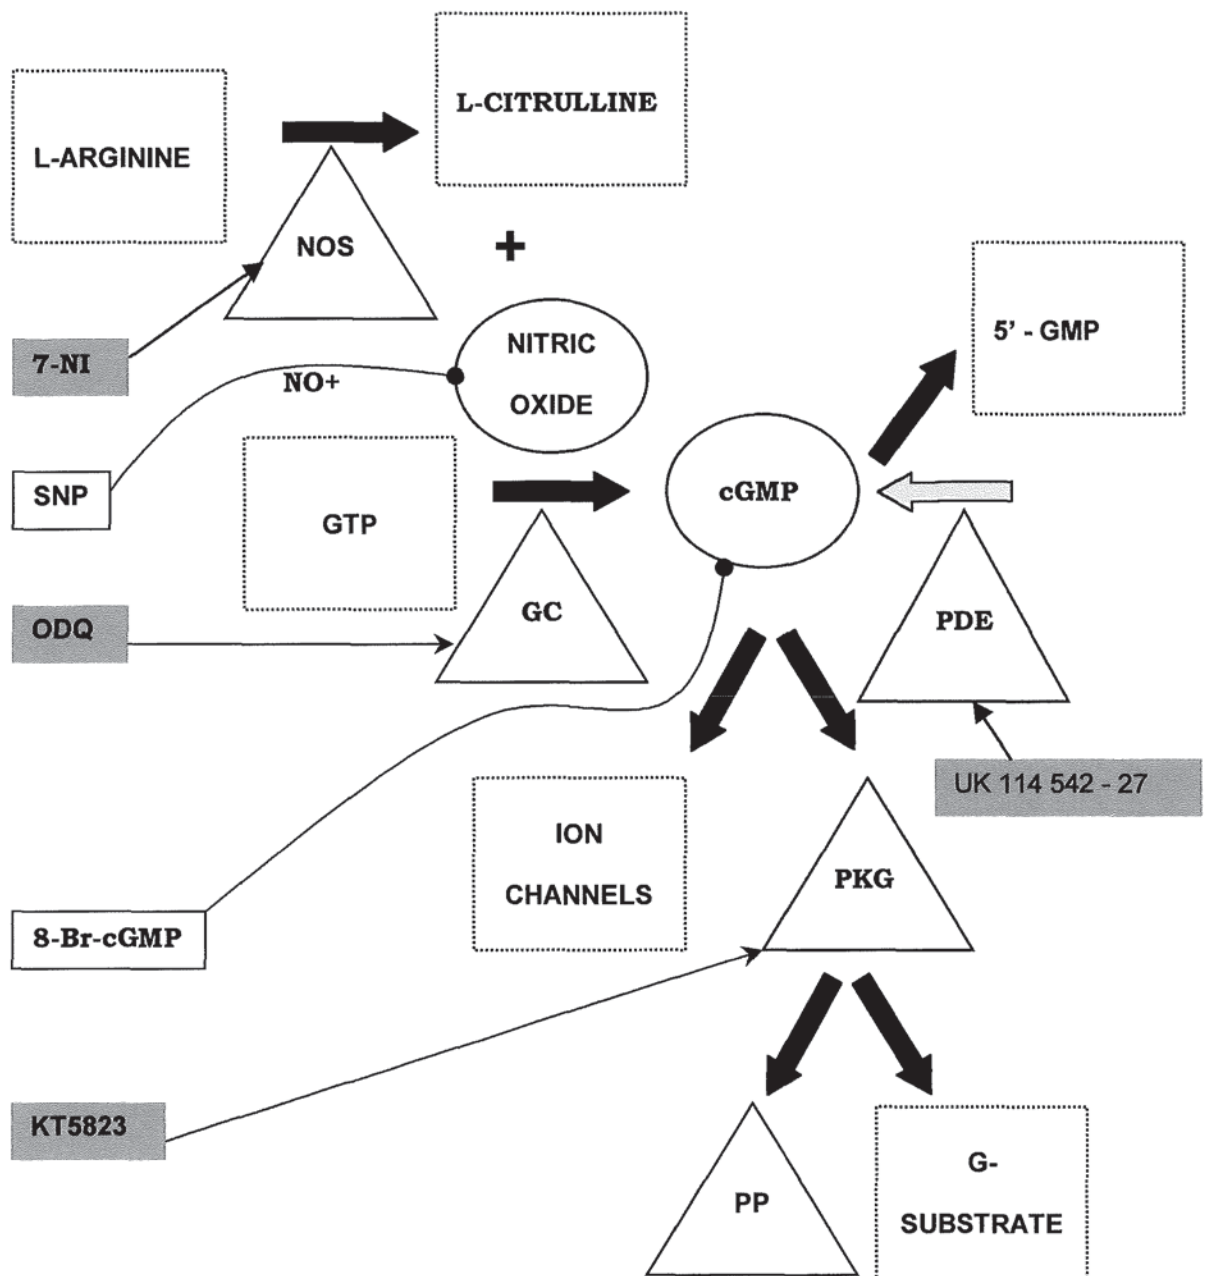 L-CITRULLINE
L-ARGININE
NOS
+
7-NI
NO+
NITRIC
OXIDE
5' - GMP
SNP
GTP
cGMP
ODQ
GC
PDE
UK 114 542 - 27
ION
CHANNELS
PKG
8-Br-cGMP
KT5823
PP
G-
SUBSTRATE